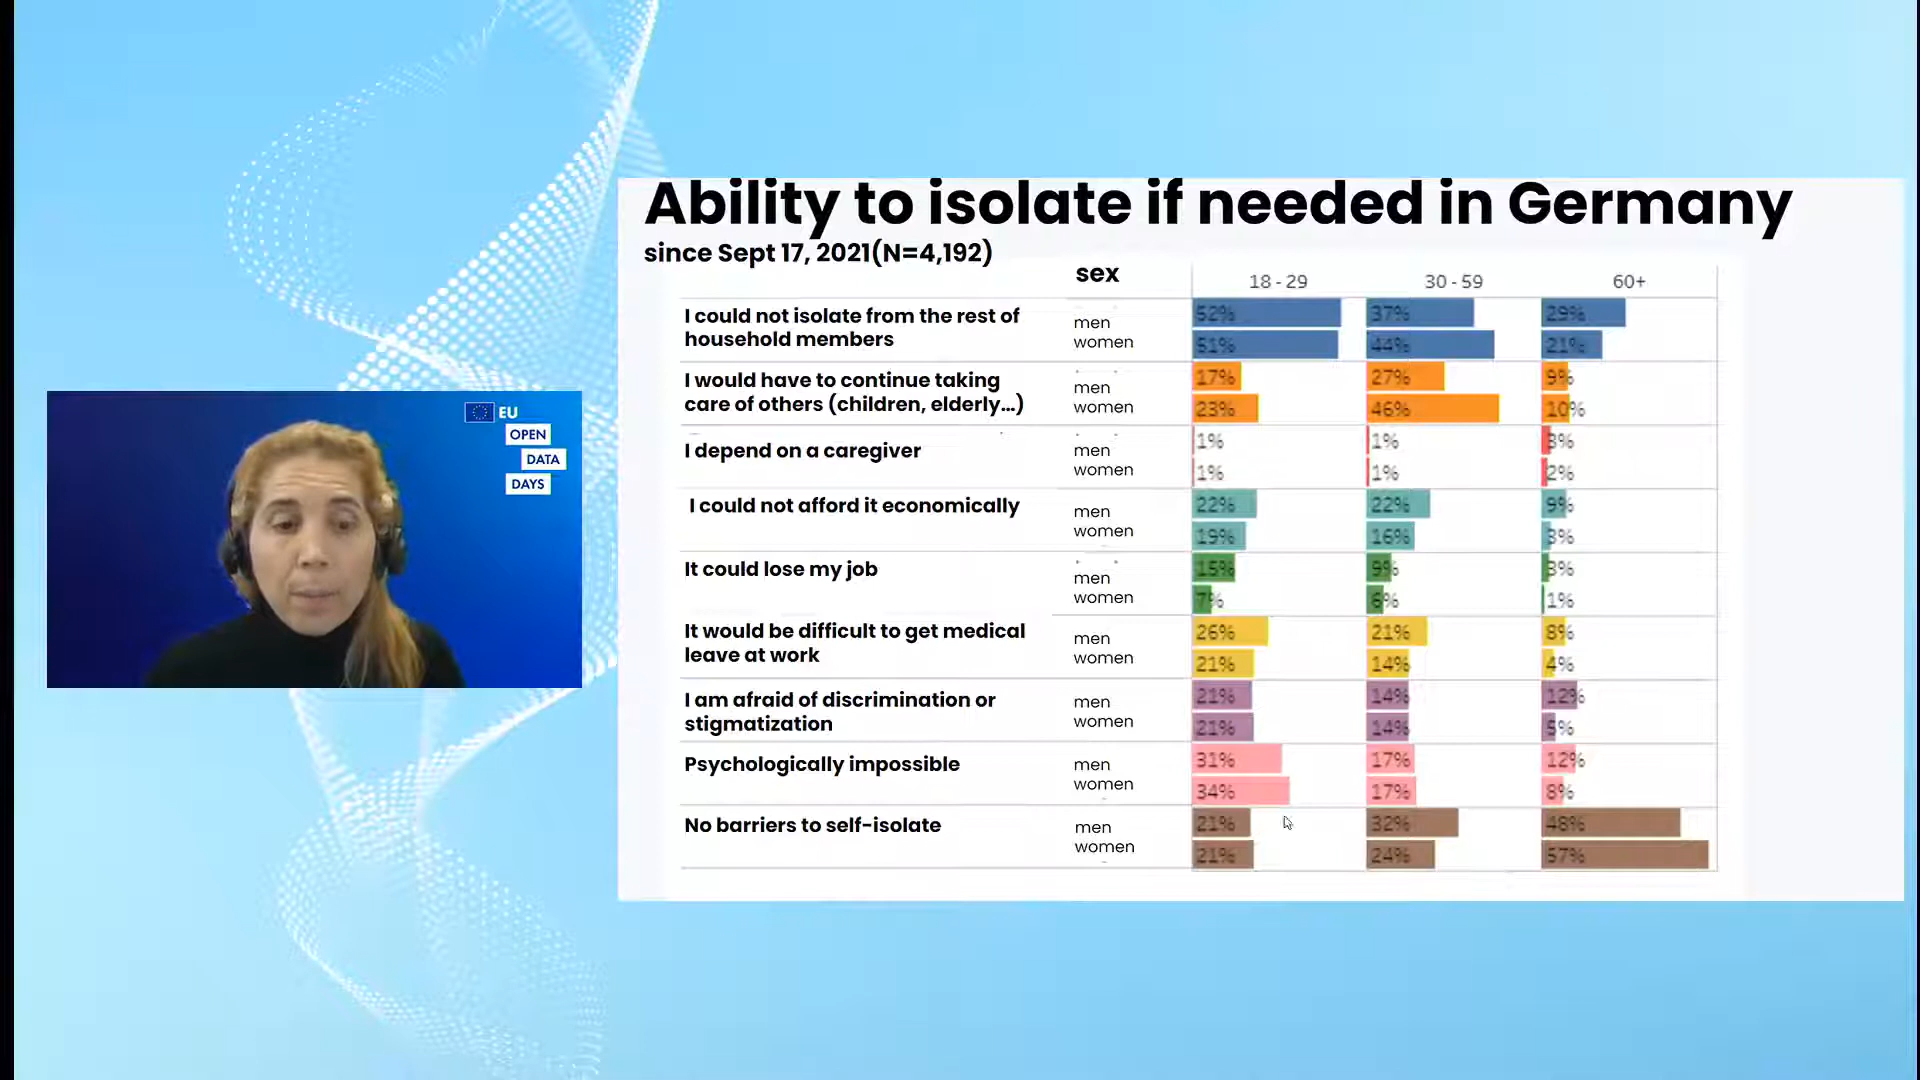 EU
OPEN
DATA
DAYS
Ability to isolate if needed in Germany
since Sept 17, 2021(N=4,192)
sex 18 - 29 30 - 59 60+
I could not isolate from the rest of
household members
men 52% 37% 29%
women 51% 44% 21%
I would have to continue taking
care of others (children, elderly...)
men 17% 27% 9%
women 23% 46% 10%
I depend on a caregiver
men 1% 1% 3%
women 1% 1% 2%
I could not afford it economically
men 22% 22% 9%
women 19% 16% 3%
It could lose my job
men 15% 9% 3%
women 7% 6% 1%
It would be difficult to get medical
leave at work
men 26% 21% 8%
women 21% 14% 4%
I am afraid of discrimination or
stigmatization
men 21% 14% 12%
women 21% 14% 5%
Psychologically impossible
men 31% 17% 12%
women 34% 17% 8%
No barriers to self-isolate
men 21% 32% 48%
women 21% 24% 57%